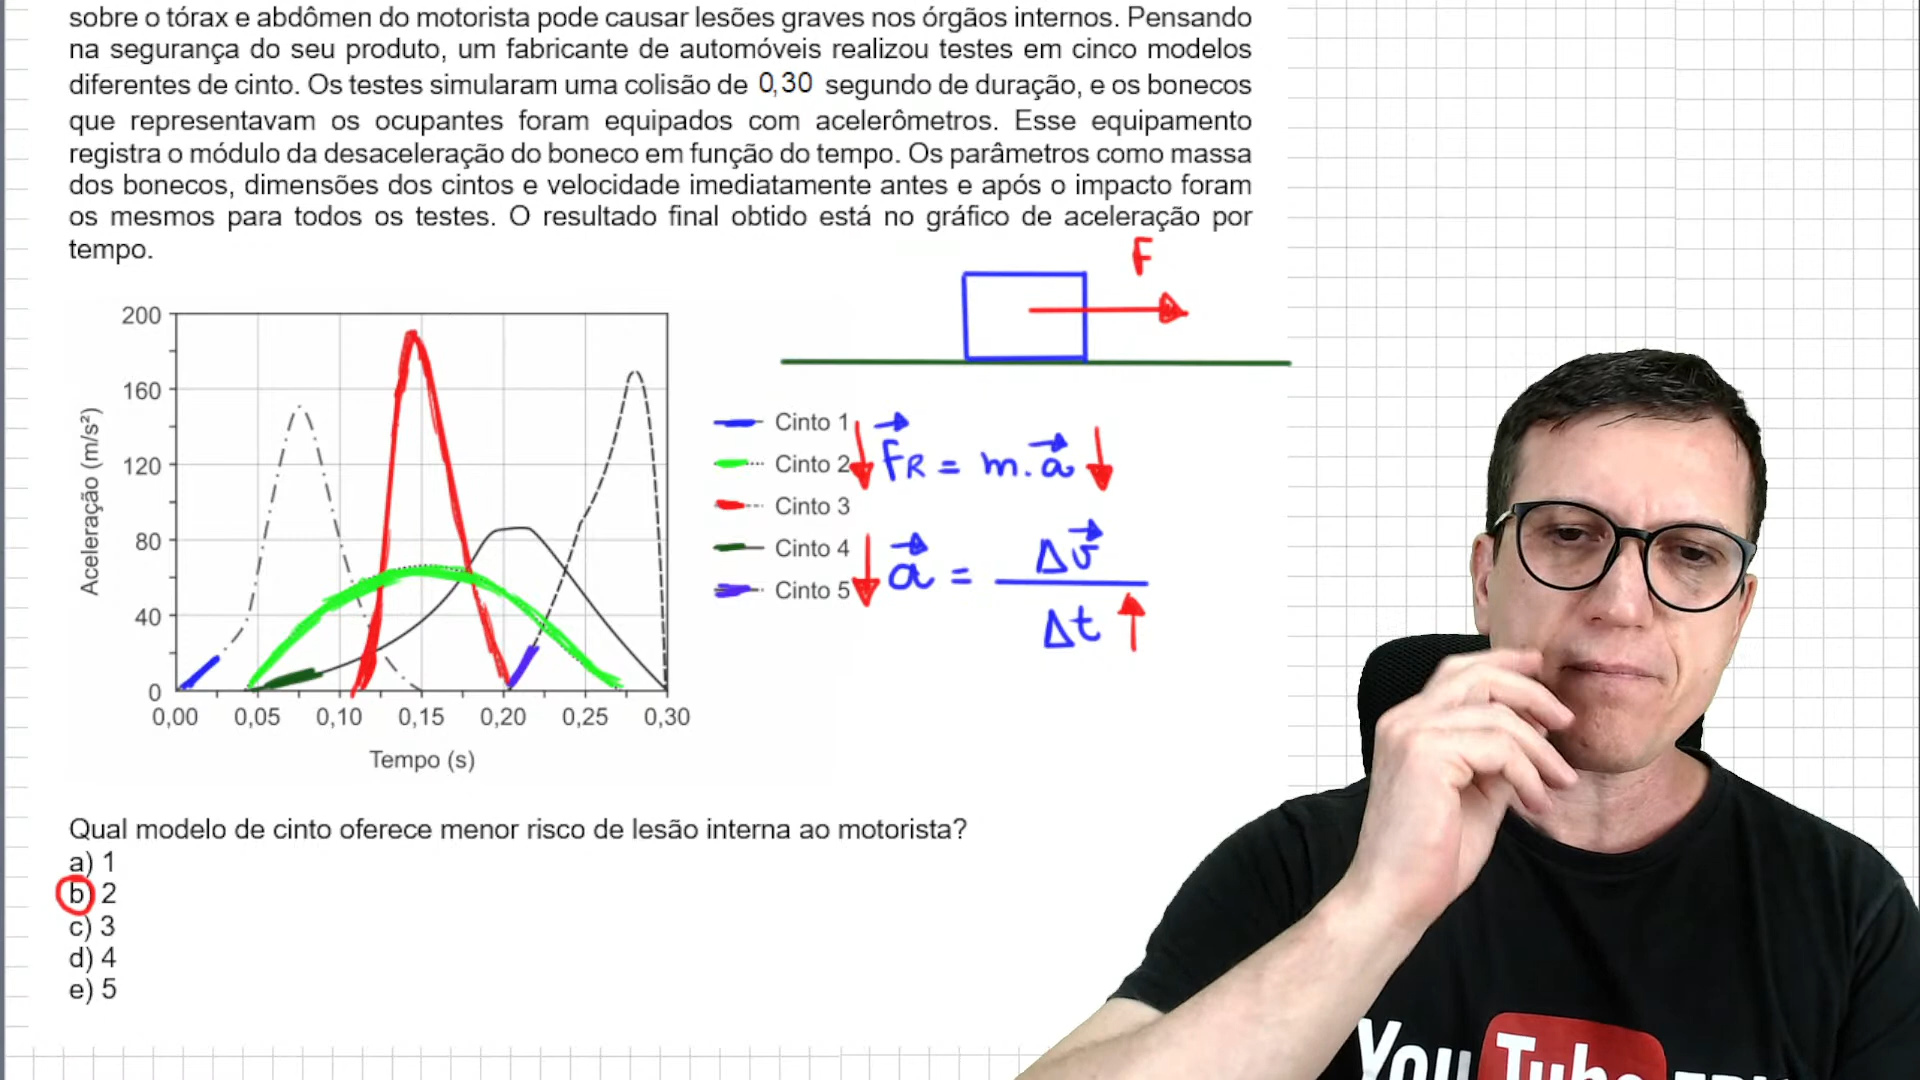 sobre o tórax e abdômen do motorista pode causar lesões graves nos órgãos internos. Pensando
na segurança do seu produto, um fabricante de automóveis realizou testes em cinco modelos
diferentes de cinto. Os testes simularam uma colisão de 0,30 segundo de duração, e os bonecos
que representavam os ocupantes foram equipados com acelerômetros. Esse equipamento
registra o módulo da desaceleração do boneco em função do tempo. Os parâmetros como massa
dos bonecos, dimensões dos cintos e velocidade imediatamente antes e após o impacto foram
os mesmos para todos os testes. O resultado final obtido está no gráfico de aceleração por
tempo.
F
200
160
120
80
40
0
Aceleração (m/s²)
0,00 0,05 0,10 0,15 0,20 0,25 0,30
Tempo (s)
Cinto 1
Cinto 2
Cinto 3
Cinto 4
Cinto 5
FR = m.a
a = Δv
Δt
Qual modelo de cinto oferece menor risco de lesão interna ao motorista?
a) 1
b) 2
c) 3
d) 4
e) 5
You Tube